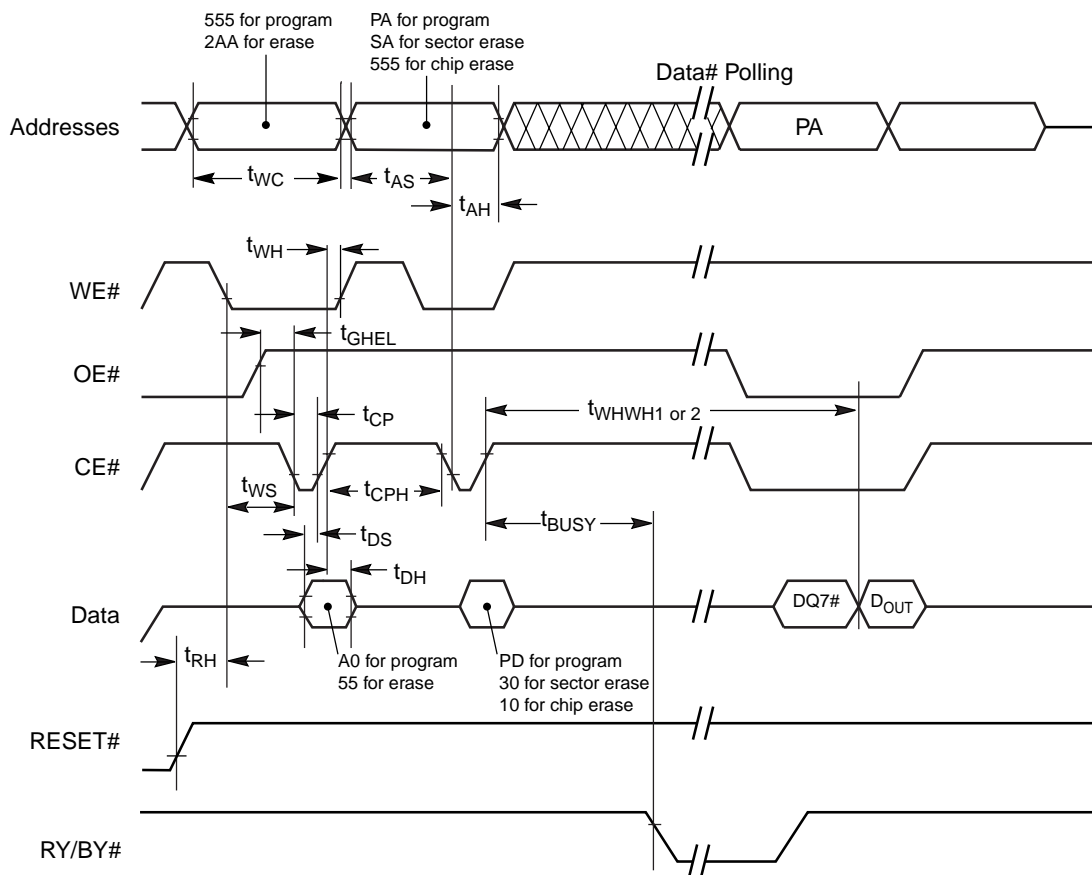 555 for program
2AA for erase
PA for program
SA for sector erase
555 for chip erase
Data# Polling
Addresses
PA
tWC
tAS
tAH
tWH
WE#
tGHEL
OE#
tWHWH1 or 2
tCP
CE#
tWS
tCPH
tBUSY
tDS
tDH
Data
DQ7#
DOUT
tRH
A0 for program
55 for erase
PD for program
30 for sector erase
10 for chip erase
RESET#
RY/BY#